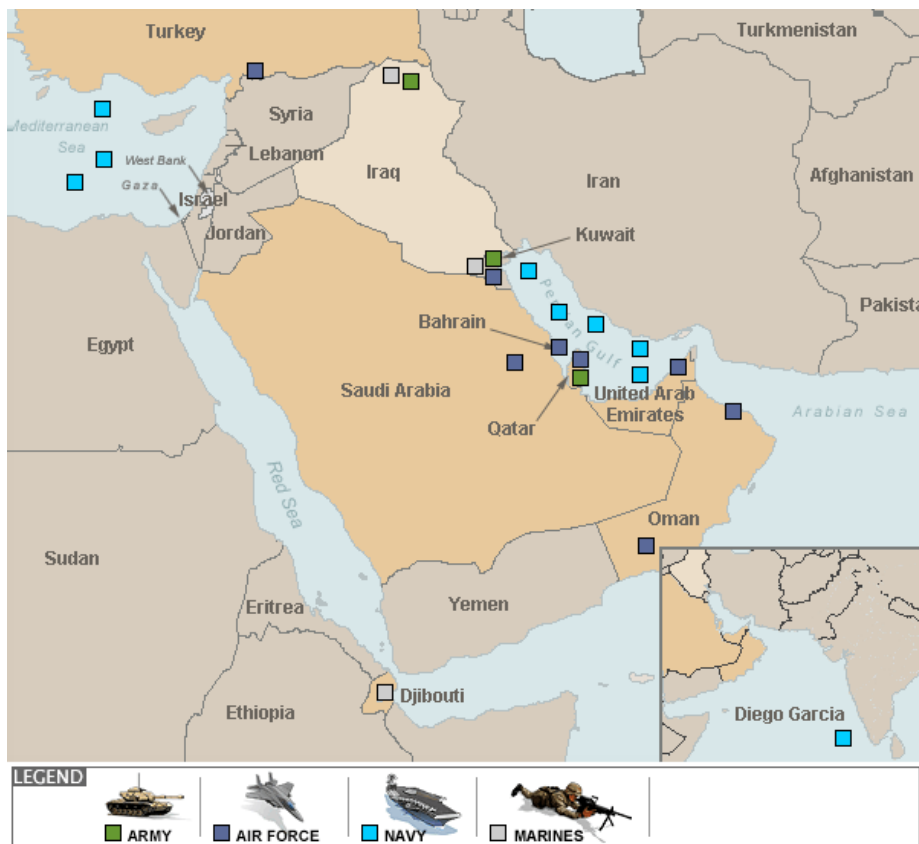 Turkey
Turkmenistan
Syria
Mediterranean
Sea
West Bank
Lebanon
Iraq
Iran
Afghanistan
Gaza
Israel
Jordan
Kuwait
Pakista
Persian Gulf
Bahrain
Egypt
Saudi Arabia
United Arab
Emirates
Arabian Sea
Qatar
Red Sea
Oman
Sudan
Yemen
Eritrea
Djibouti
Ethiopia
Diego Garcia
LEGEND
ARMY
AIR FORCE
NAVY
MARINES